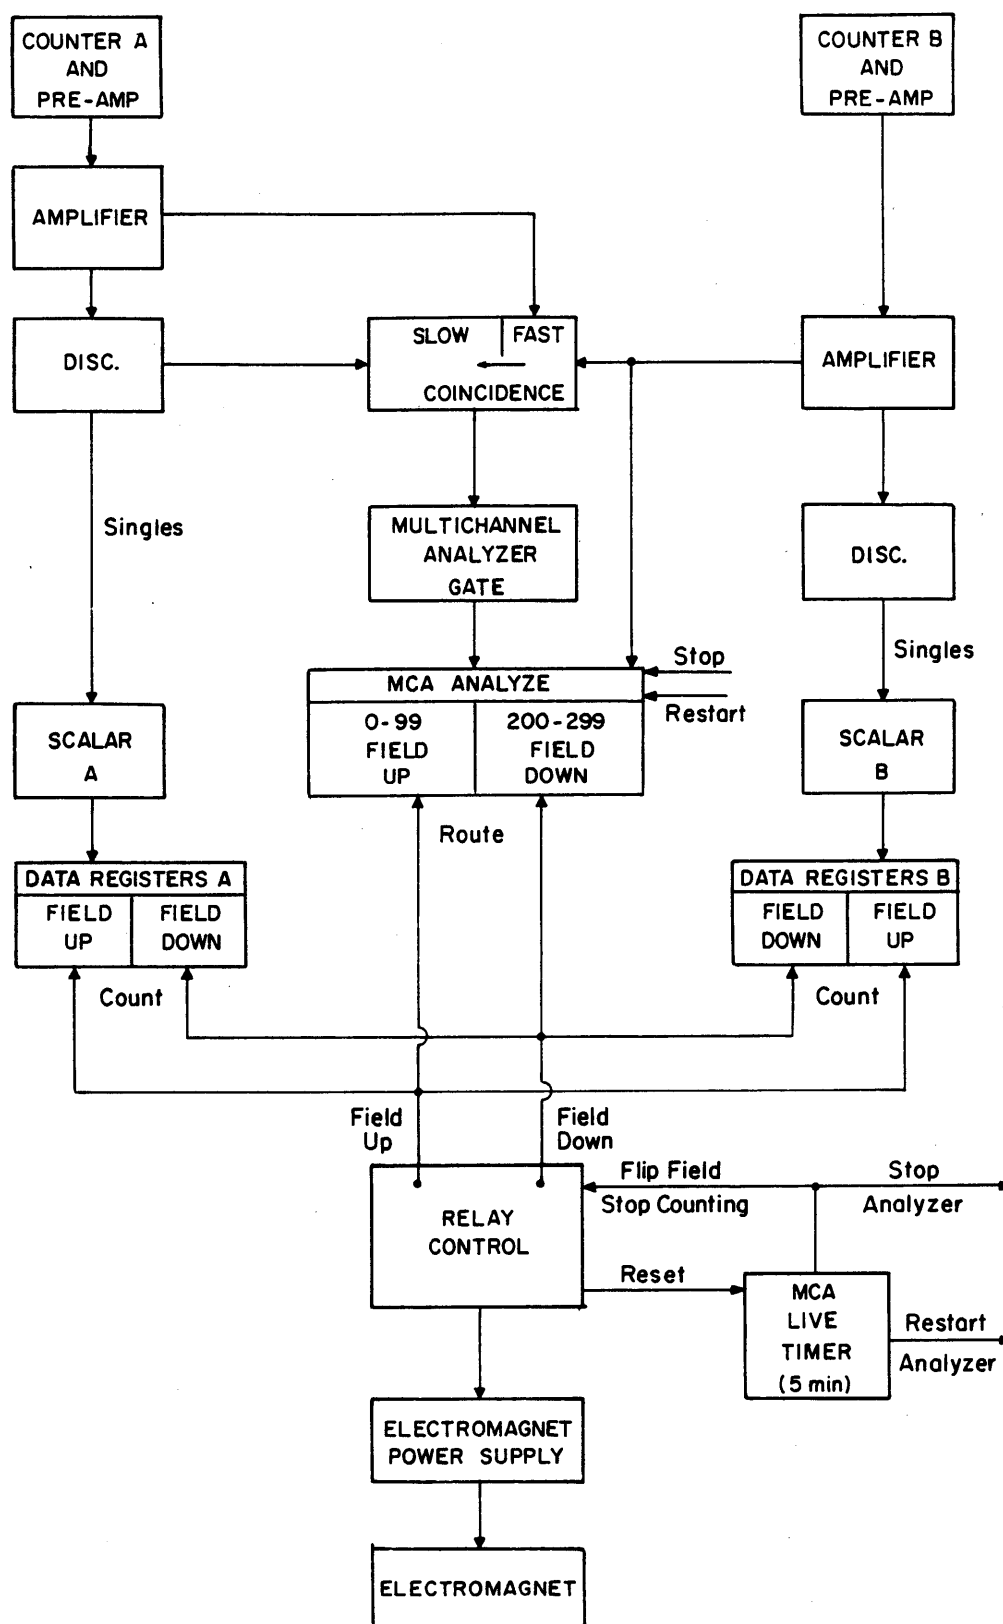 COUNTER A
AND
PRE-AMP
COUNTER B
AND
PRE-AMP
AMPLIFIER
DISC.
SLOW
FAST
COINCIDENCE
AMPLIFIER
Singles
MULTICHANNEL
ANALYZER
GATE
DISC.
Singles
Stop
MCA ANALYZE
Restart
0-99
FIELD
UP
200-299
FIELD
DOWN
SCALAR
A
SCALAR
B
Route
DATA REGISTERS A
FIELD
UP
FIELD
DOWN
DATA REGISTERS B
FIELD
DOWN
FIELD
UP
Count
Count
Field
Up
Field
Down
Flip Field
Stop Counting
Stop
Analyzer
RELAY
CONTROL
Reset
MCA
LIVE
TIMER
(5 min)
Restart
Analyzer
ELECTROMAGNET
POWER SUPPLY
ELECTROMAGNET